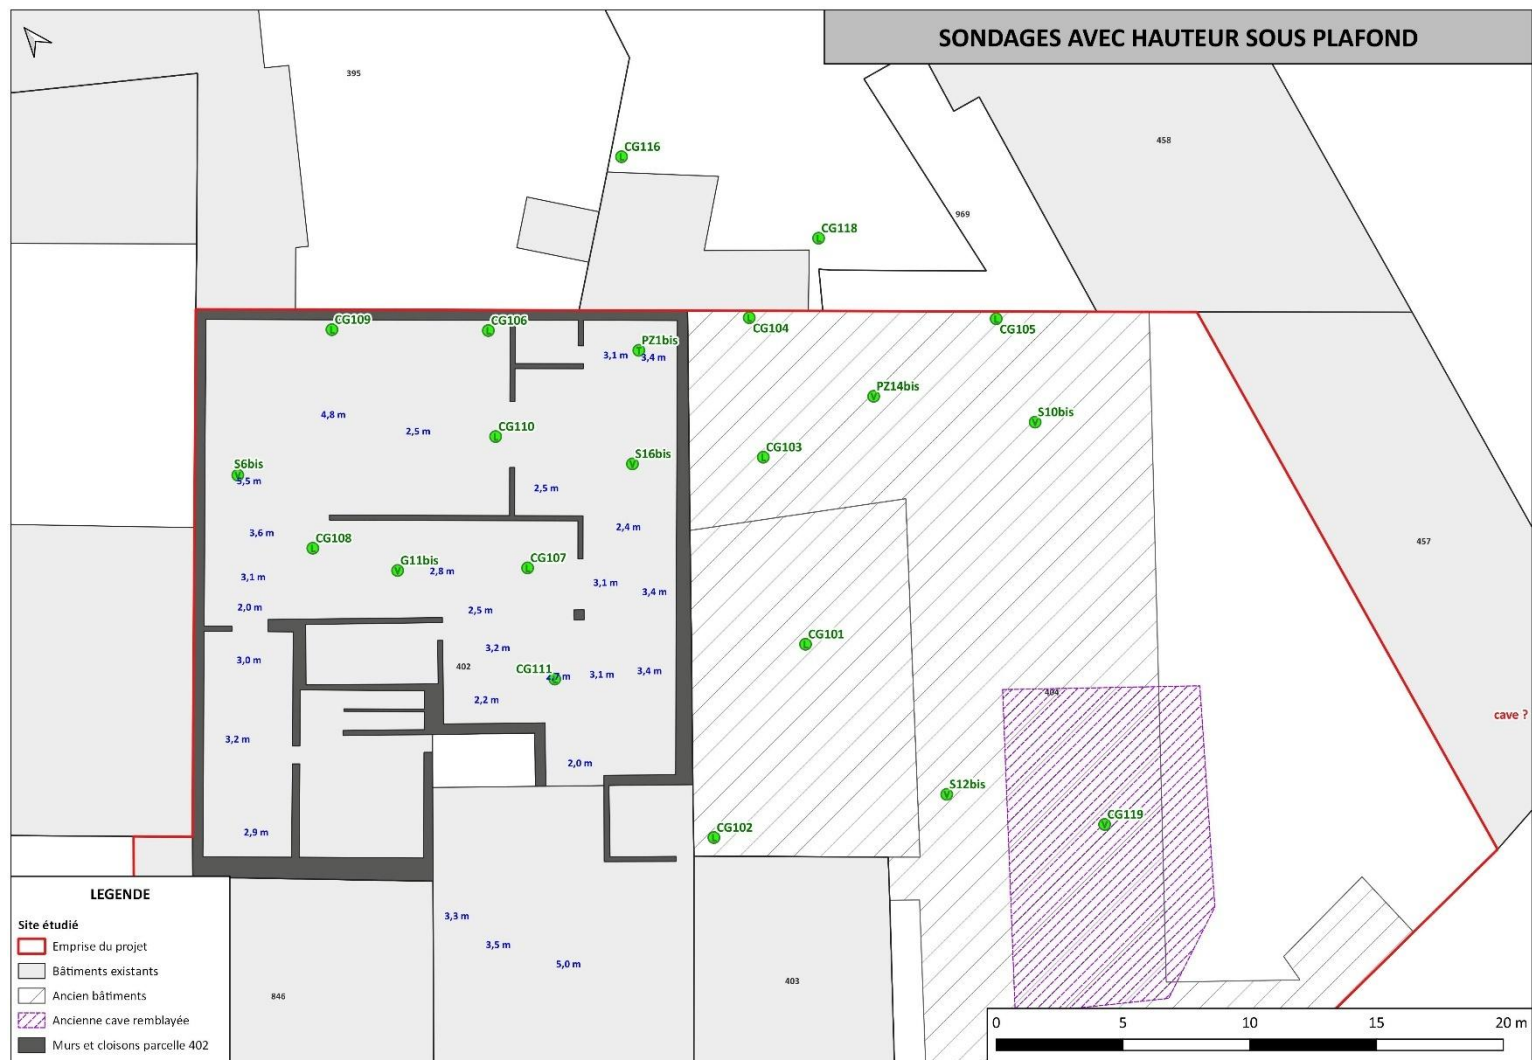 SONDAGES AVEC HAUTEUR SOUS PLAFOND
395
458
CG116
969
CG118
CG109
CG106
PZ1bis
3,1 m
3,4 m
CG104
CG105
4,8 m
2,5 m
CG110
PZ14bis
S10bis
CG103
S6bis
S16bis
2,5 m
3,6 m
2,4 m
CG108
G11bis
2,8 m
CG107
457
3,1 m
3,1 m
3,4 m
2,0 m
2,5 m
CG101
3,0 m
3,2 m
402
CG111
3,1 m
3,4 m
2,2 m
404
cave ?
3,2 m
2,0 m
S12bis
2,9 m
CG102
CG119
3,3 m
3,5 m
5,0 m
403
846
LEGENDE
Site étudié
Emprise du projet
Bâtiments existants
Ancien bâtiments
Ancienne cave remblayée
Murs et cloisons parcelle 402
0 5 10 15 20 m